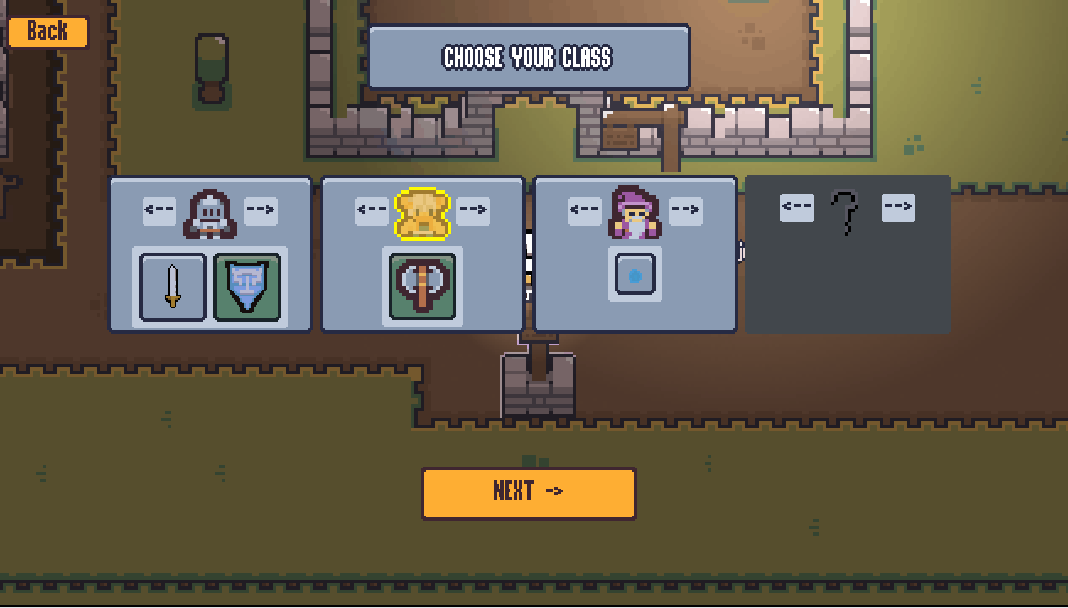 Back
CHOOSE YOUR CLASS
<-- -->
<-- -->
<-- -->
<-- ? -->
NEXT ->